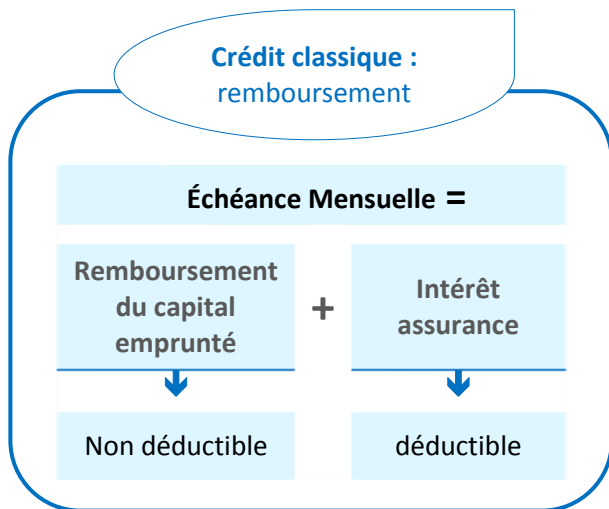 Crédit classique :
remboursement
Échéance Mensuelle =
Remboursement
du capital
emprunté
+
Intérêt
assurance
Non déductible
déductible